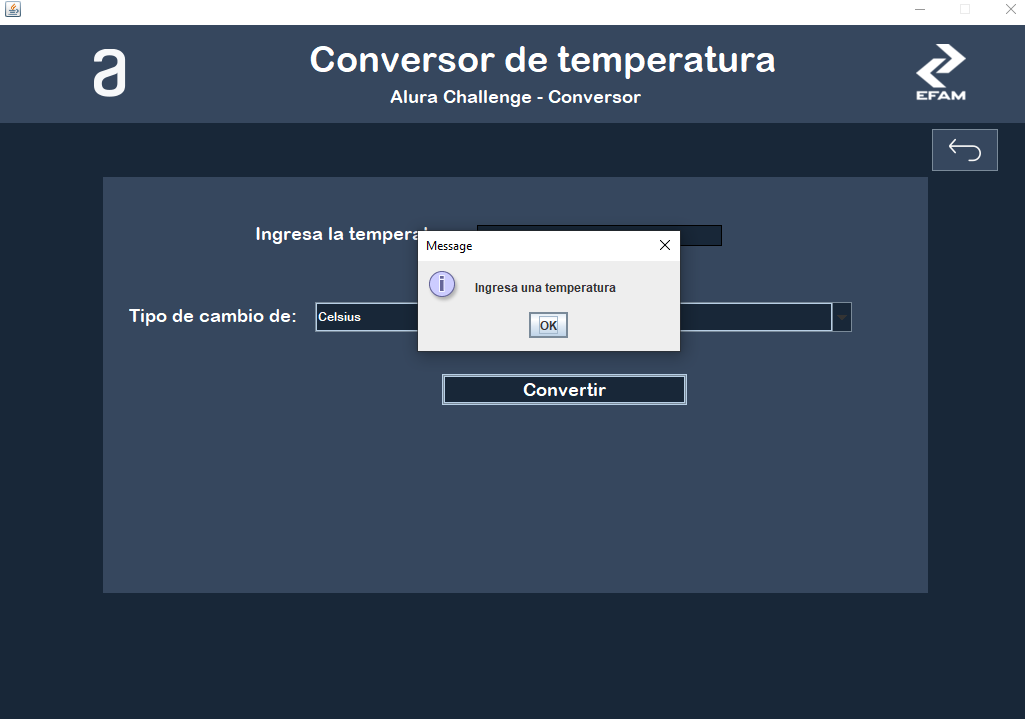 a
Conversor de temperatura
Alura Challenge - Conversor
EFAM
Ingresa la temperat
Message
Ingresa una temperatura
OK
Tipo de cambio de:
Celsius
Convertir